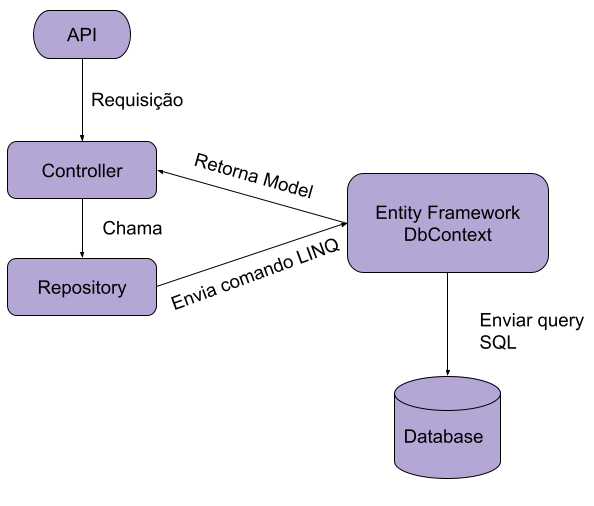 API
Requisição
Controller
Retorna Model
Entity Framework
DbContext
Chama
Repository
Envia comando LINQ
Enviar query
SQL
Database